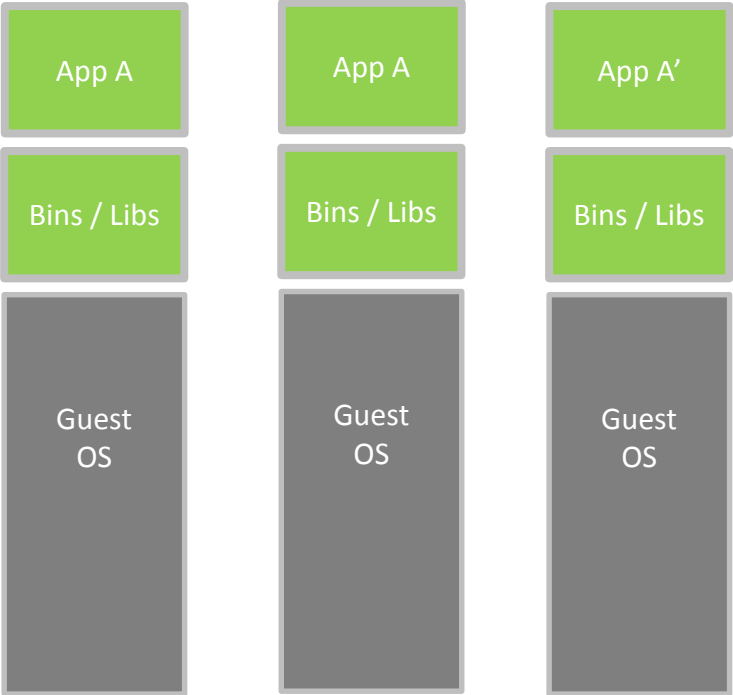 App A
App A
App A’
Bins / Libs
Bins / Libs
Bins / Libs
Guest
OS
Guest
OS
Guest
OS